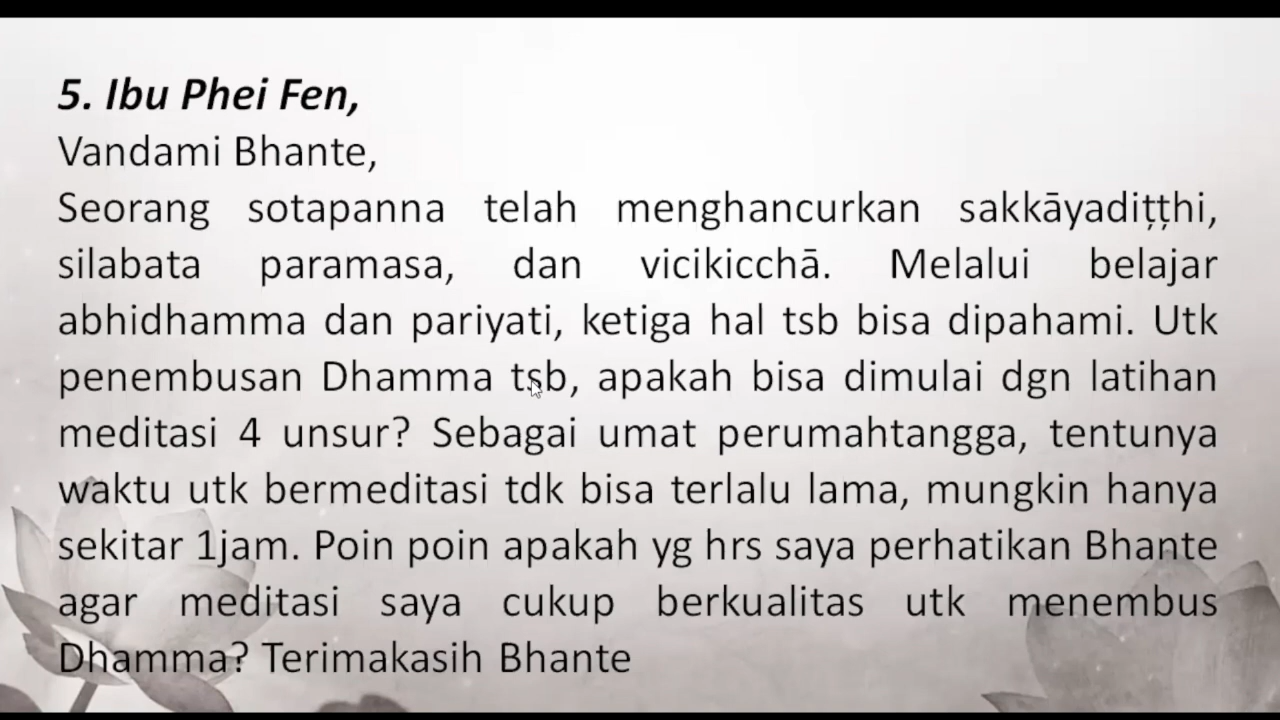 5. Ibu Phei Fen,
Vandami Bhante,
Seorang sotapanna telah menghancurkan sakkāyadiṭṭhi,
silabata paramasa, dan vicikicchā. Melalui belajar
abhidhamma dan pariyati, ketiga hal tsb bisa dipahami. Utk
penembusan Dhamma tsb, apakah bisa dimulai dgn latihan
meditasi 4 unsur? Sebagai umat perumahtangga, tentunya
waktu utk bermeditasi tdk bisa terlalu lama, mungkin hanya
sekitar 1jam. Poin poin apakah yg hrs saya perhatikan Bhante
agar meditasi saya cukup berkualitas utk menembus
Dhamma? Terimakasih Bhante